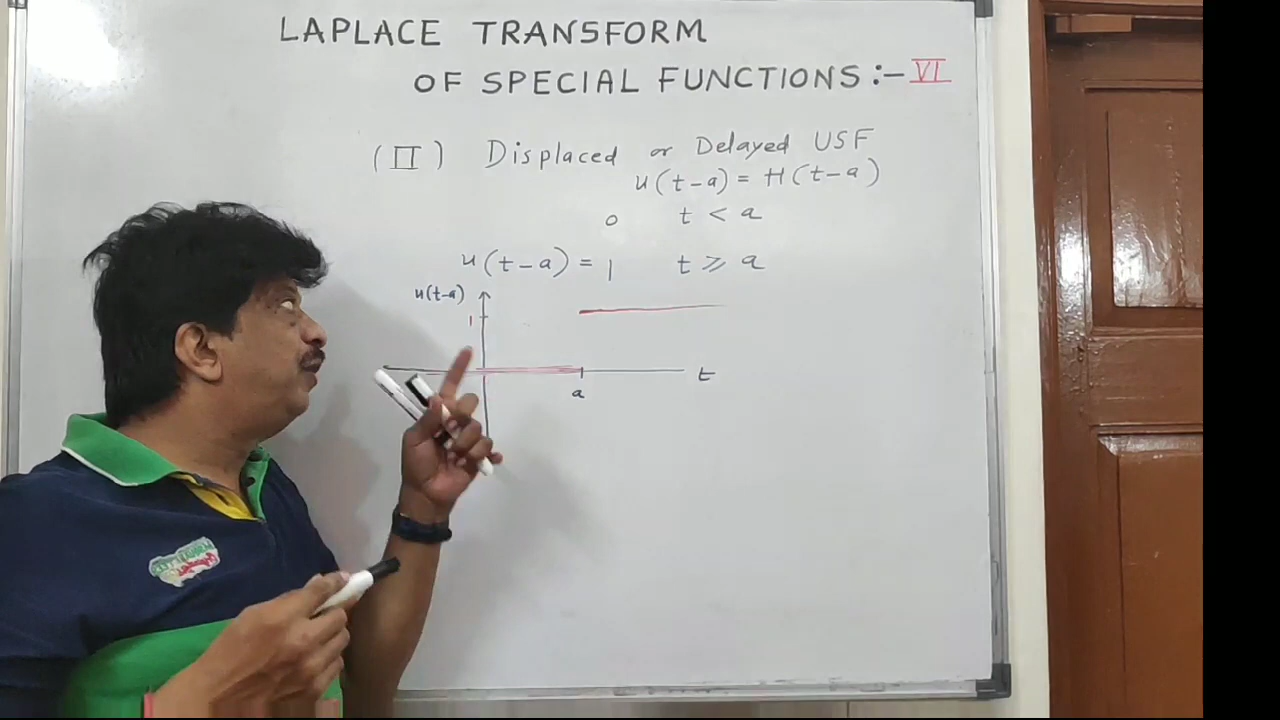 LAPLACE TRANSFORM
OF SPECIAL FUNCTIONS :- VI
(II) Displaced or Delayed USF
u(t-a) = H(t-a)
0 t < a
u(t-a) = 1 t ⩾ a
u(t-a)
1
t
a